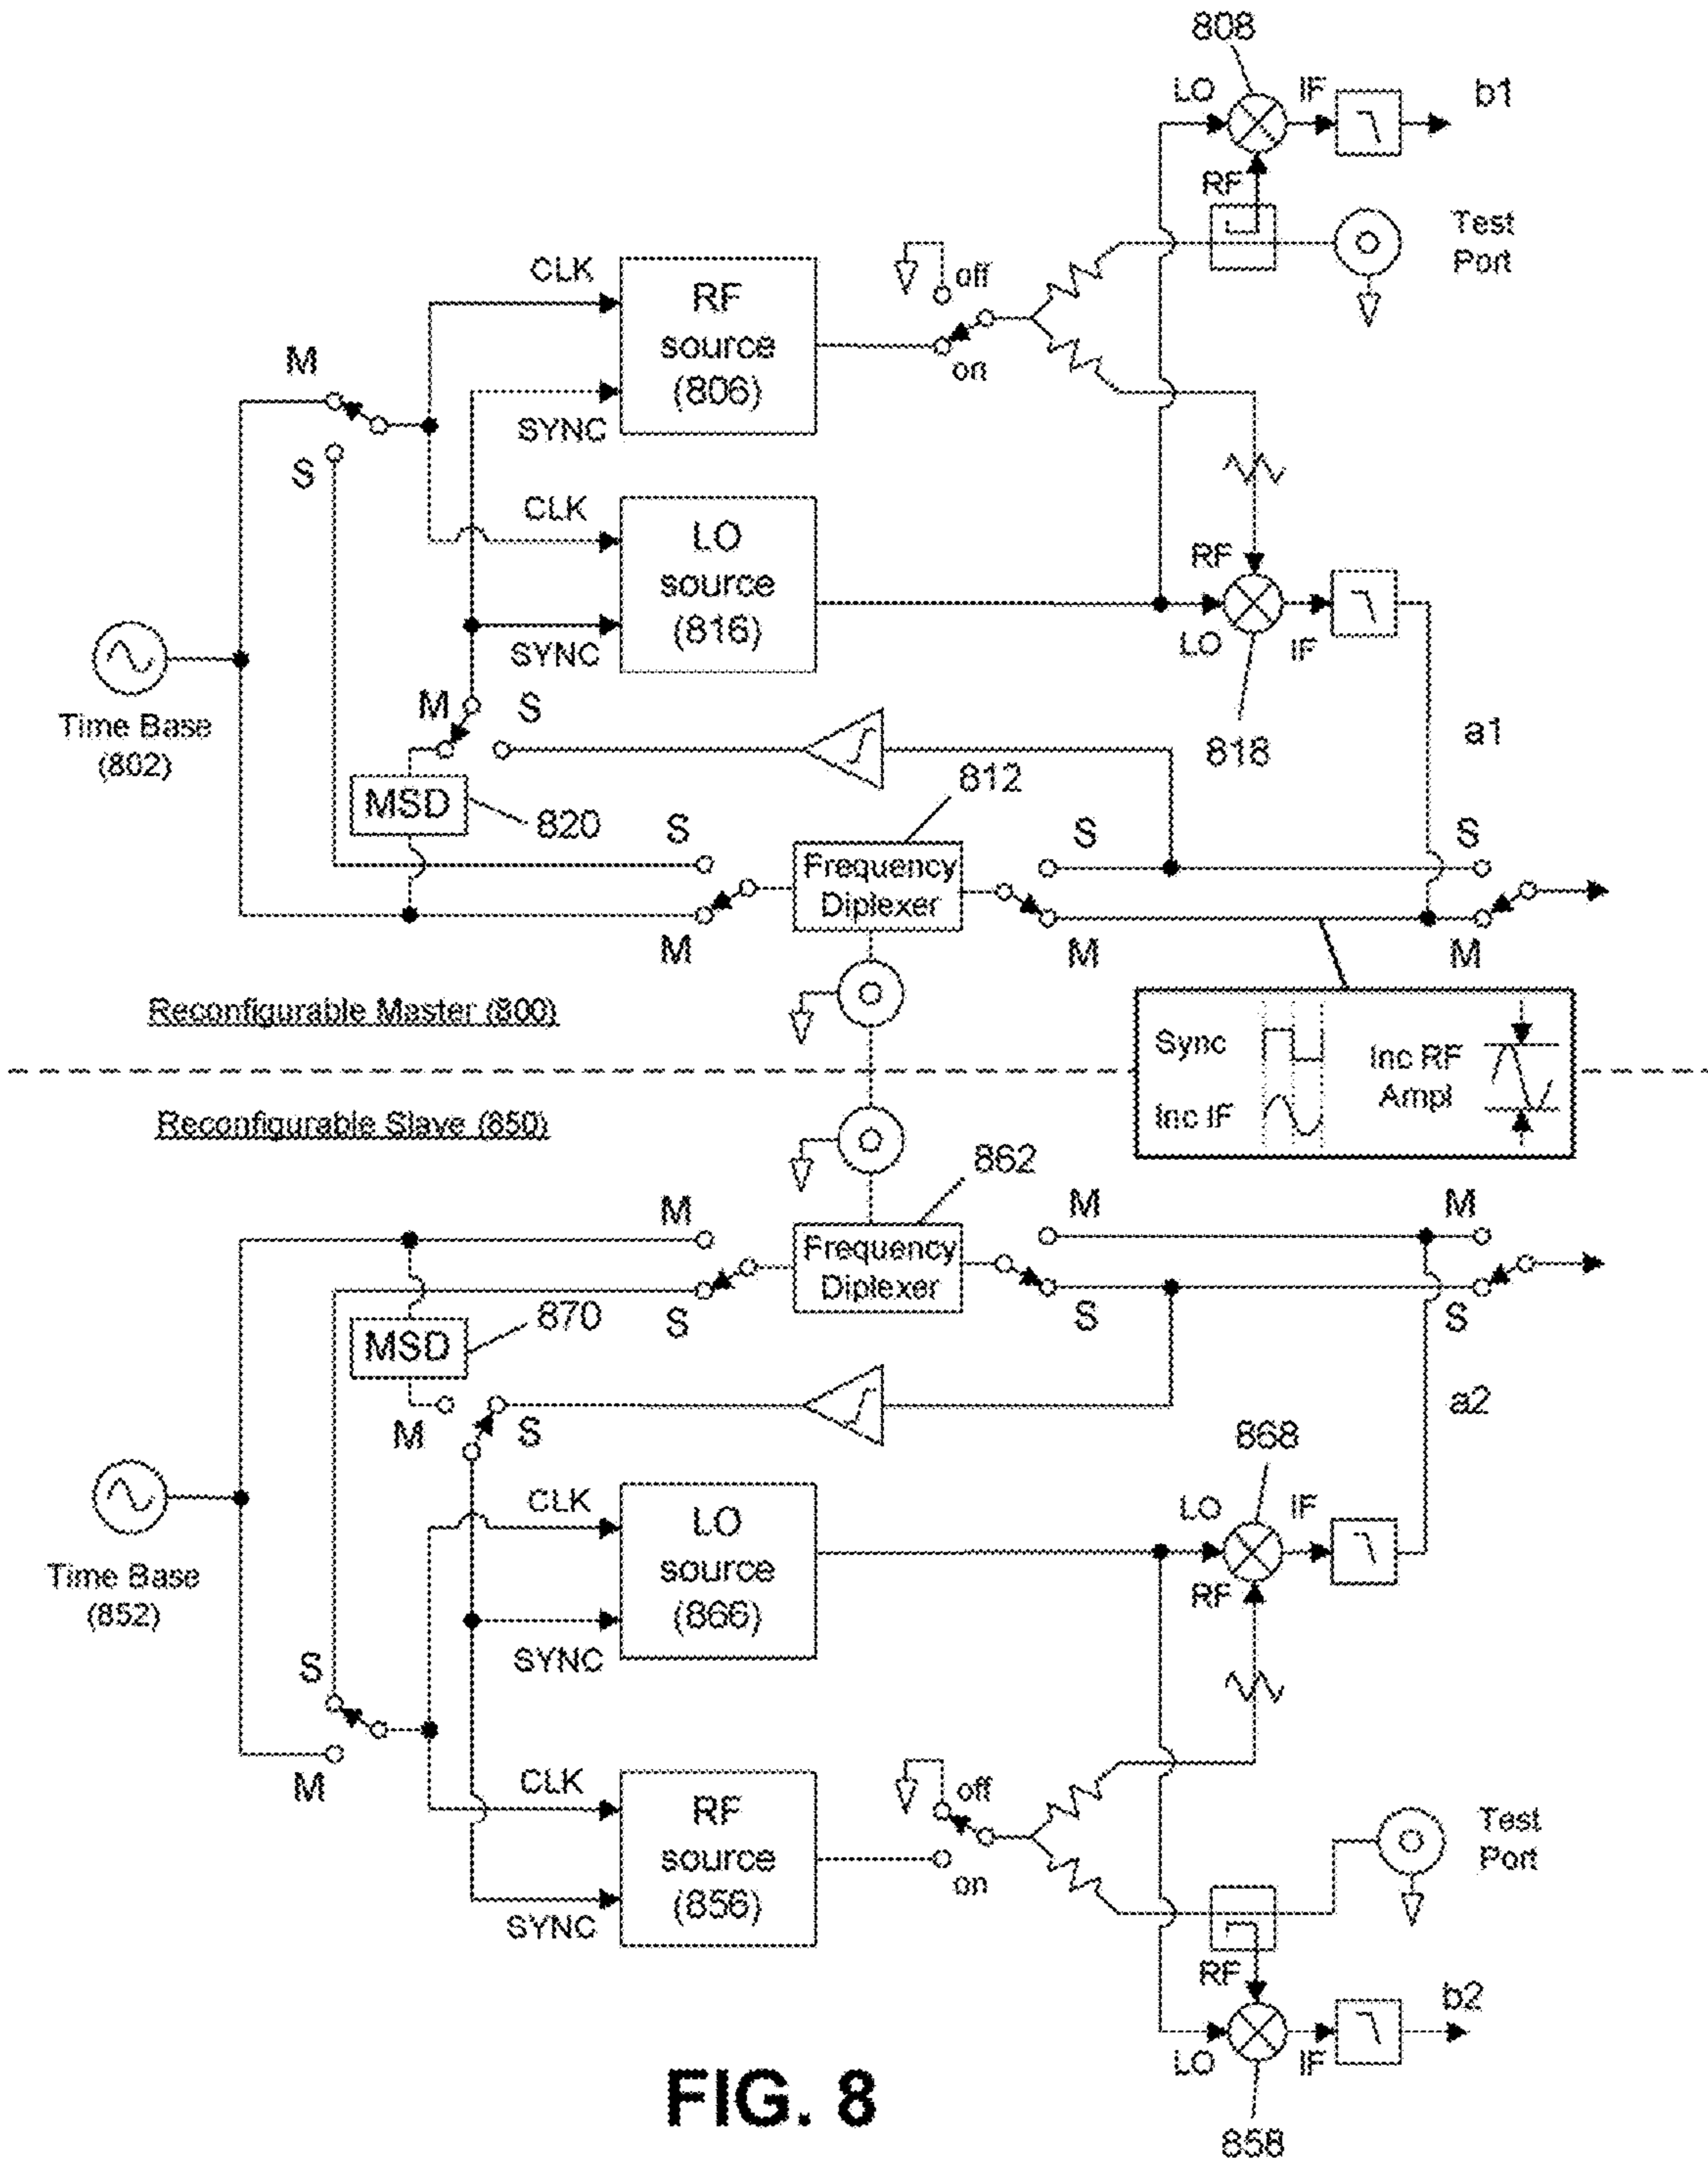 808
LO
IF
b1
RF
Test
Port
CLK
RF
source
(806)
SYNC
off
on
M
S
CLK
LO
source
(816)
SYNC
RF
LO
IF
818
a1
Time Base
(802)
M
S
MSD
820
812
S
M
Frequency
Diplexer
S
M
S
M
Reconfigurable Master (800)
Sync
Inc IF
Inc RF
Ampl
Reconfigurable Slave (850)
862
M
S
Frequency
Diplexer
M
S
M
S
MSD
870
M
S
a2
868
CLK
LO
source
(866)
SYNC
LO
IF
RF
Time Base
(852)
S
M
CLK
RF
source
(856)
SYNC
off
on
Test
Port
RF
LO
IF
b2
858
FIG. 8